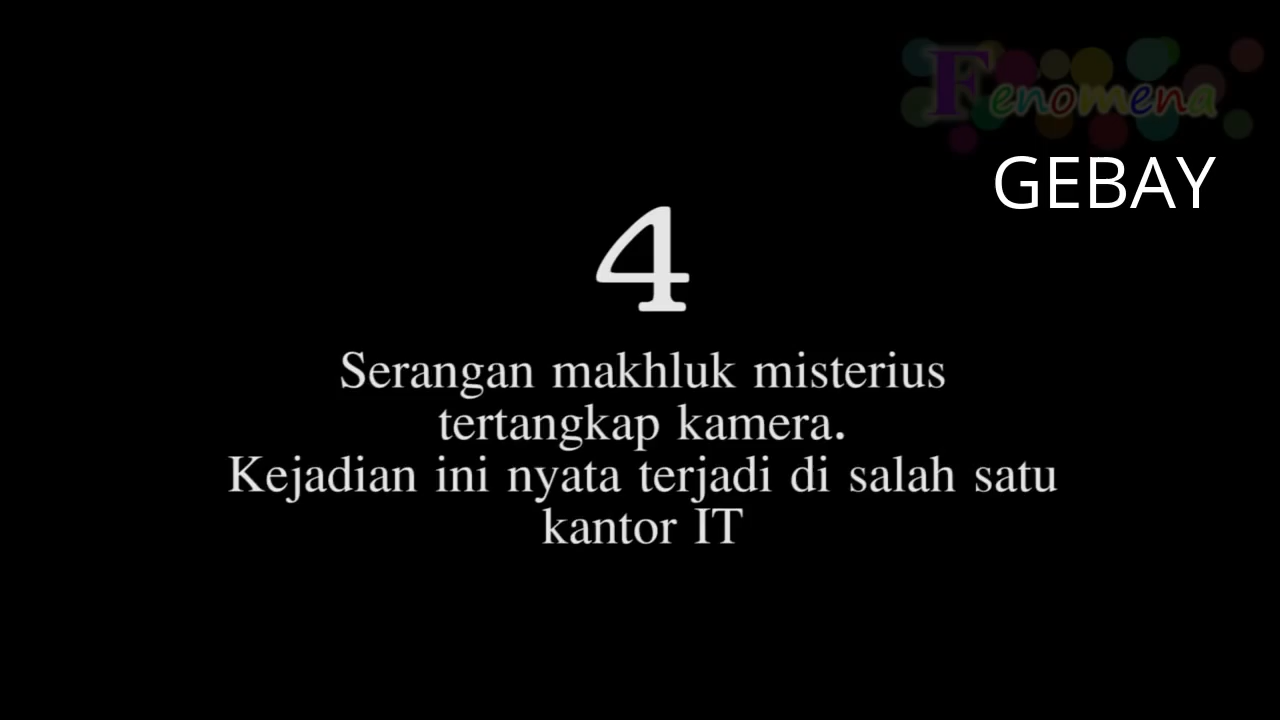 Fenomena
GEBAY
4
Serangan makhluk misterius
tertangkap kamera.
Kejadian ini nyata terjadi di salah satu
kantor IT